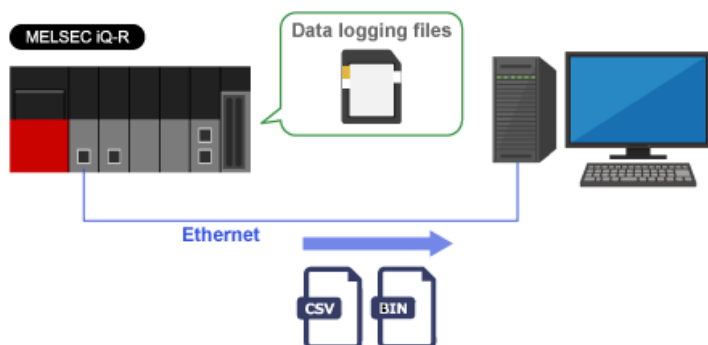 MELSEC iQ-R
Data logging files
Ethernet
CSV
BIN